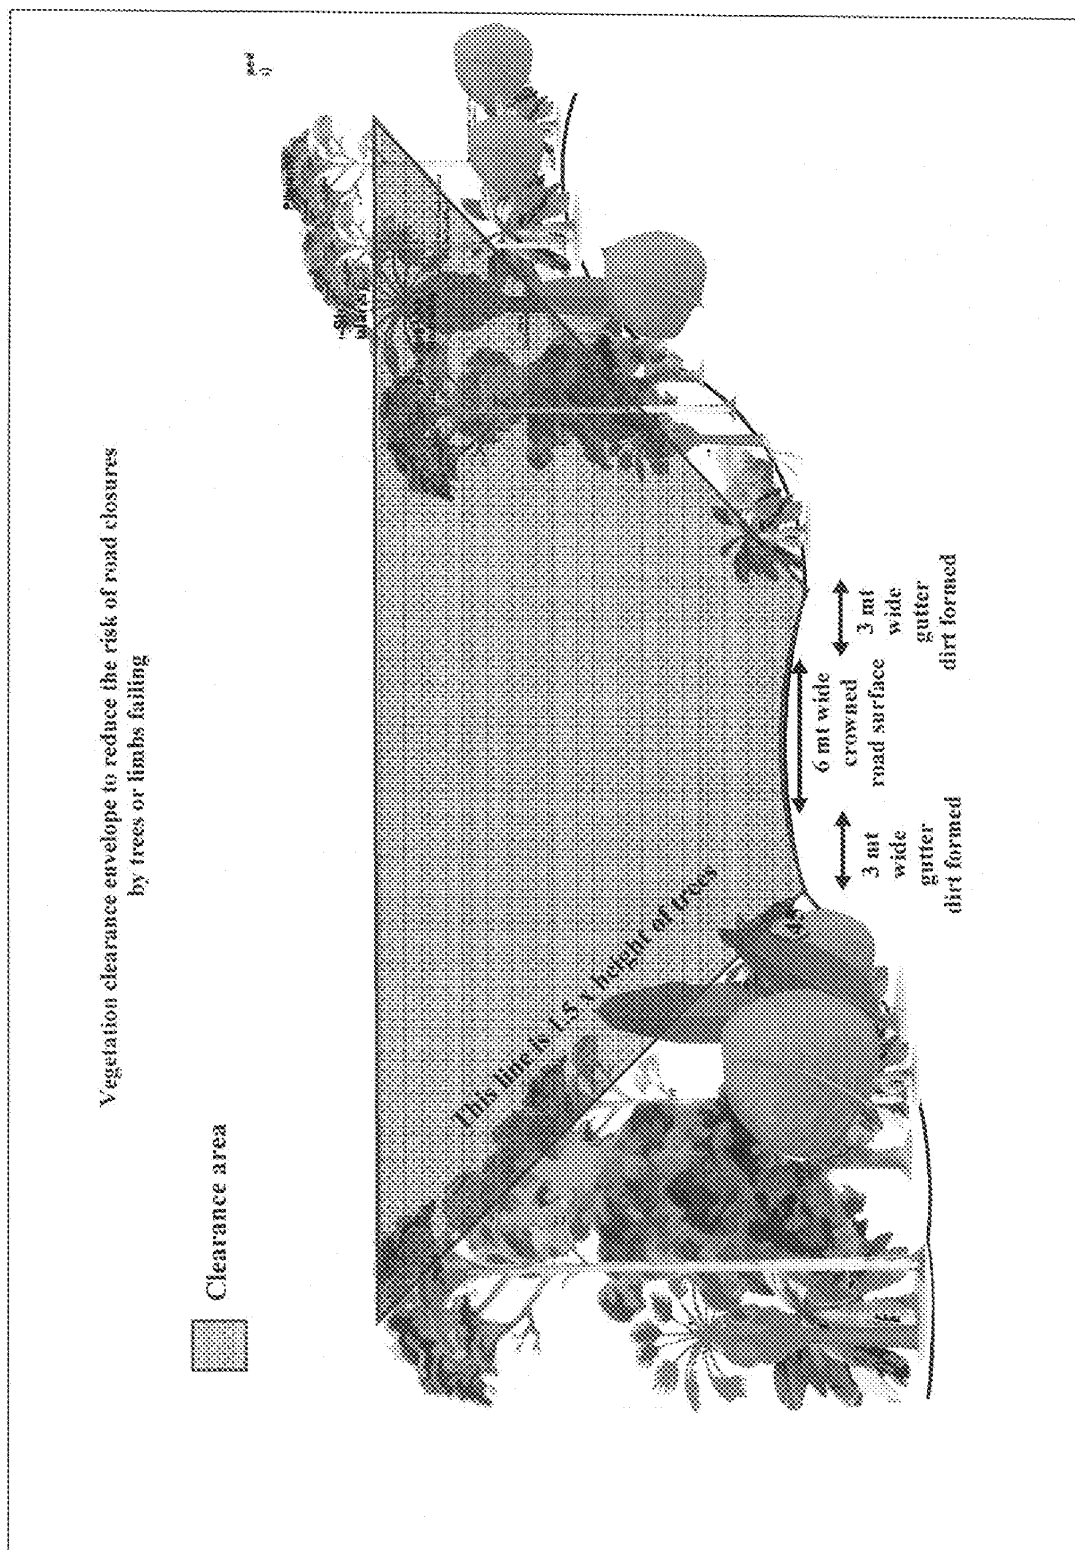 Vegetation clearance envelope to reduce the risk of road closures
by trees or limbs failing
Clearance area
This line is 1.5 x height of trees
3 mt
wide
gutter
dirt formed
6 mt wide
crowned
road surface
3 mt
wide
gutter
dirt formed